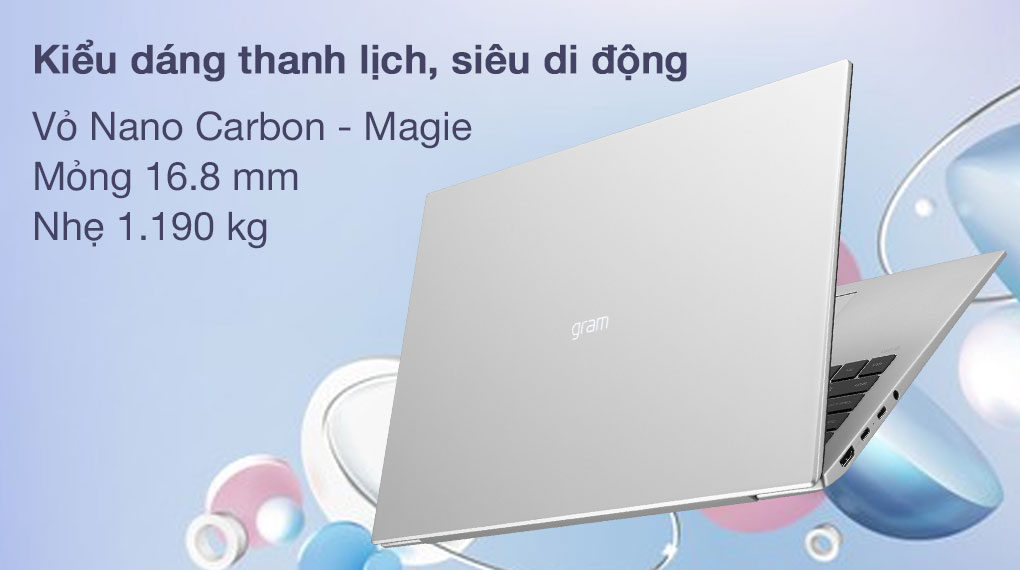 Kiểu dáng thanh lịch, siêu di động
Vỏ Nano Carbon - Magie
Mỏng 16.8 mm
Nhẹ 1.190 kg
gram